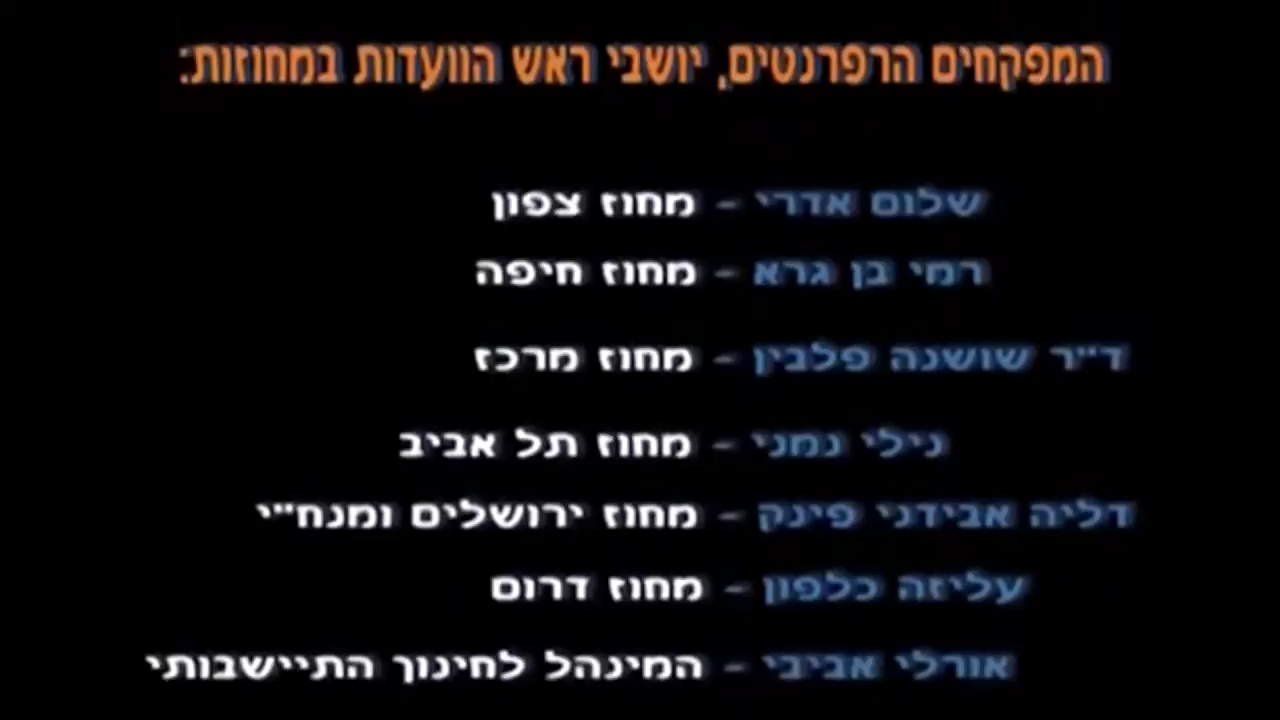 המפקחים הרפרנטים, יושבי ראש הוועדות במחוזות:
שלום אדרי - מחוז צפון
רמי בן גרא - מחוז חיפה
ד"ר שושנה פלבין - מחוז מרכז
נילי נמני - מחוז תל אביב
דליה אבידני פינק - מחוז ירושלים ומנח"י
עליזה כלפון - מחוז דרום
אורלי אביבי - המינהל לחינוך התיישבותי